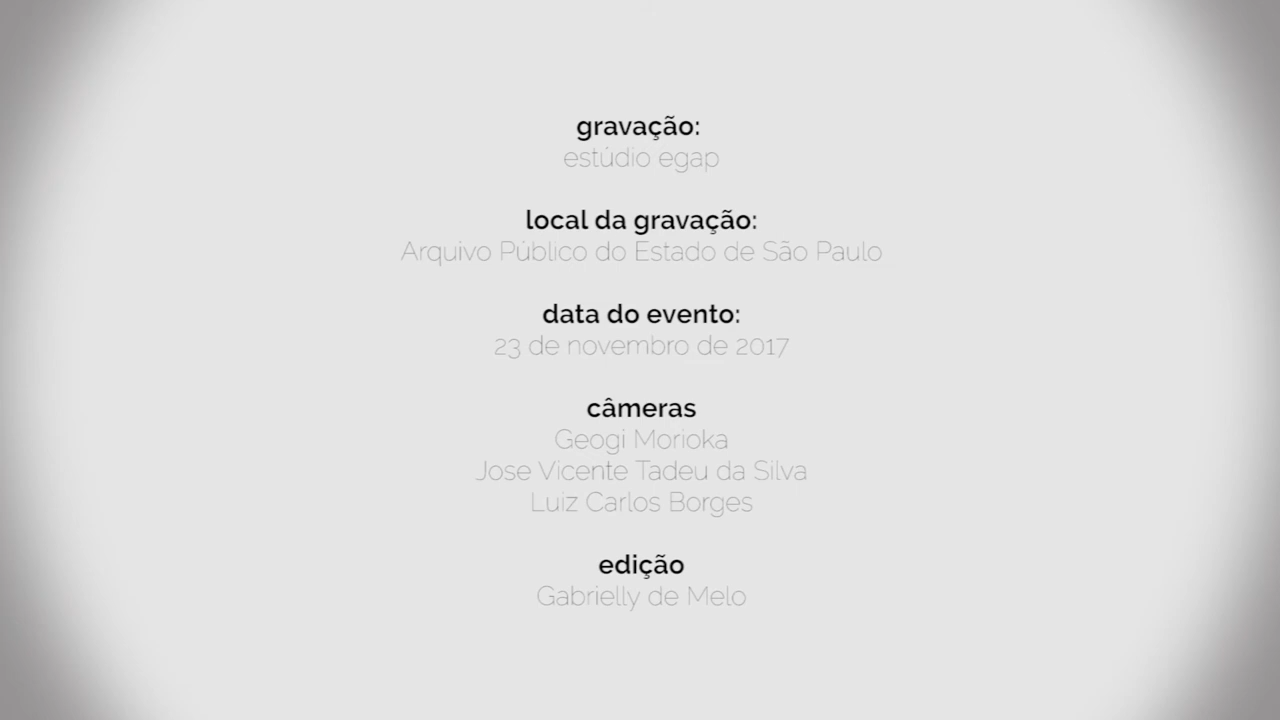 gravação:
estúdio egap
local da gravação:
Arquivo Público do Estado de São Paulo
data do evento:
23 de novembro de 2017
câmeras
Geogi Morioka
Jose Vicente Tadeu da Silva
Luiz Carlos Borges
edição
Gabrielly de Melo